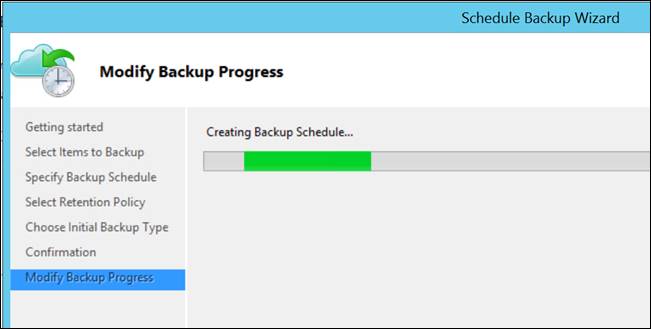 Schedule Backup Wizard
Modify Backup Progress
Getting started
Select Items to Backup
Specify Backup Schedule
Select Retention Policy
Choose Initial Backup Type
Confirmation
Modify Backup Progress
Creating Backup Schedule...